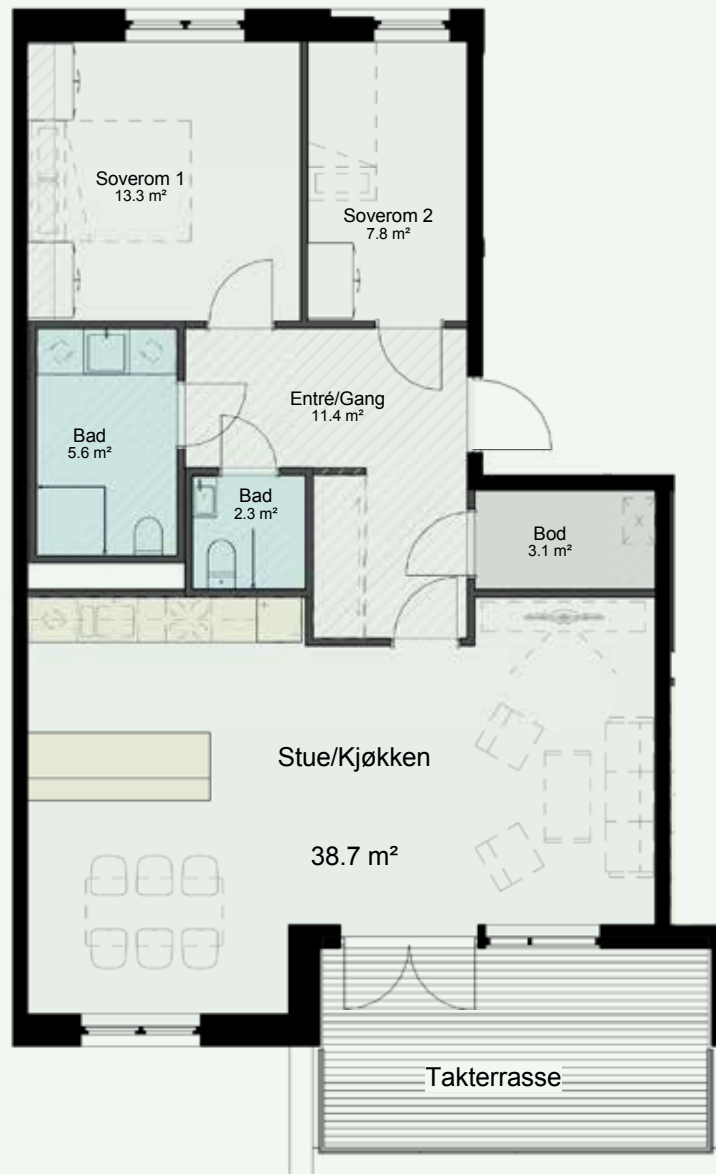 Soverom 1
13.3 m²
Soverom 2
7.8 m²
Entré/Gang
11.4 m²
Bad
5.6 m²
Bad
2.3 m²
Bod
3.1 m²
Stue/Kjøkken
38.7 m²
Takterrasse